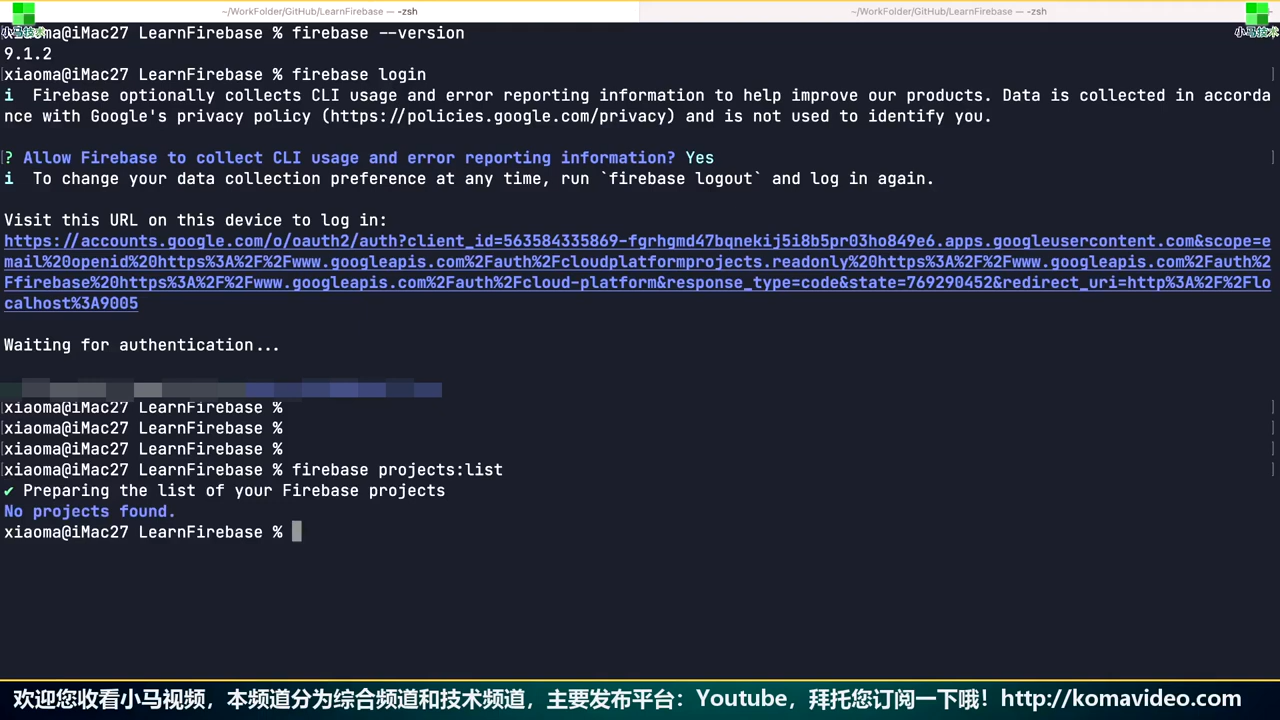 ~/WorkFolder/GitHub/LearnFirebase — -zsh
~/WorkFolder/GitHub/LearnFirebase — -zsh
小马技术
小马技术
xiaoma@iMac27 LearnFirebase % firebase --version
9.1.2
xiaoma@iMac27 LearnFirebase % firebase login
i  Firebase optionally collects CLI usage and error reporting information to help improve our products. Data is collected in accorda
nce with Google's privacy policy (https://policies.google.com/privacy) and is not used to identify you.
? Allow Firebase to collect CLI usage and error reporting information? Yes
i  To change your data collection preference at any time, run `firebase logout` and log in again.
Visit this URL on this device to log in:
https://accounts.google.com/o/oauth2/auth?client_id=563584335869-fgrhgmd47bqnekij5i8b5pr03ho849e6.apps.googleusercontent.com&scope=e
mail%20openid%20https%3A%2F%2Fwww.googleapis.com%2Fauth%2Fcloudplatformprojects.readonly%20https%3A%2F%2Fwww.googleapis.com%2Fauth%2
Ffirebase%20https%3A%2F%2Fwww.googleapis.com%2Fauth%2Fcloud-platform&response_type=code&state=769290452&redirect_uri=http%3A%2F%2Flo
calhost%3A9005
Waiting for authentication...
xiaoma@iMac27 LearnFirebase %
xiaoma@iMac27 LearnFirebase %
xiaoma@iMac27 LearnFirebase %
xiaoma@iMac27 LearnFirebase % firebase projects:list
✔ Preparing the list of your Firebase projects
No projects found.
xiaoma@iMac27 LearnFirebase %
欢迎您收看小马视频，本频道分为综合频道和技术频道，主要发布平台：Youtube，拜托您订阅一下哦！http://komavideo.com